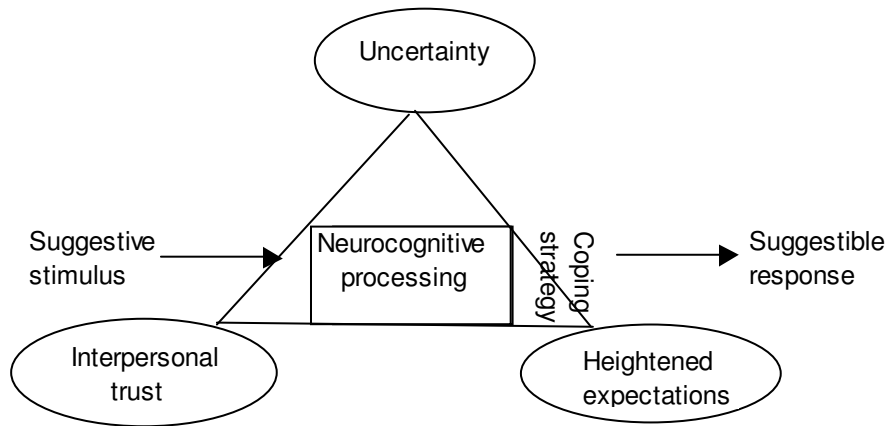 Uncertainty
Suggestive
stimulus
Neurocognitive
processing
Coping
strategy
Suggestible
response
Interpersonal
trust
Heightened
expectations